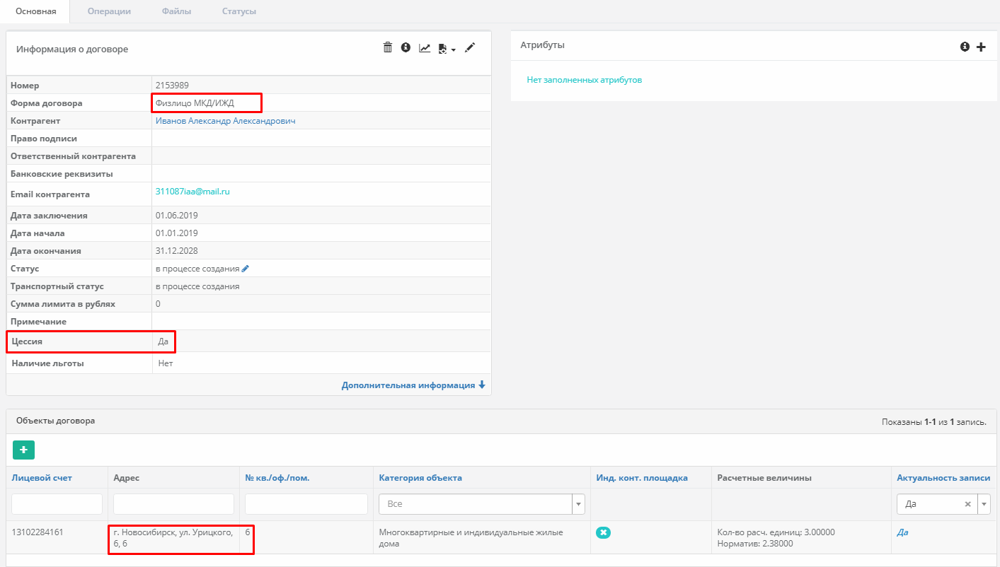 Основная Операции Файлы Статусы
Информация о договоре
Номер 2153989
Форма договора Физлицо МКД/ИЖД
Контрагент Иванов Александр Александрович
Право подписи
Ответственный контрагента
Банковские реквизиты
Email контрагента 311087iaa@mail.ru
Дата заключения 01.06.2019
Дата начала 01.01.2019
Дата окончания 31.12.2028
Статус в процессе создания
Транспортный статус в процессе создания
Сумма лимита в рублях 0
Примечание
Цессия Да
Наличие льготы Нет
Дополнительная информация
Атрибуты
Нет заполненных атрибутов
Объекты договора Показаны 1-1 из 1 запись.
Лицевой счет Адрес № кв./оф./пом. Категория объекта Инд. конт. площадка Расчетные величины Актуальность записи
Все Да
13102284161 г. Новосибирск, ул. Урицкого, 6 Многоквартирные и индивидуальные жилые Кол-во расч. единиц: 3.00000 Да
6, 6 дома Норматив: 2.38000